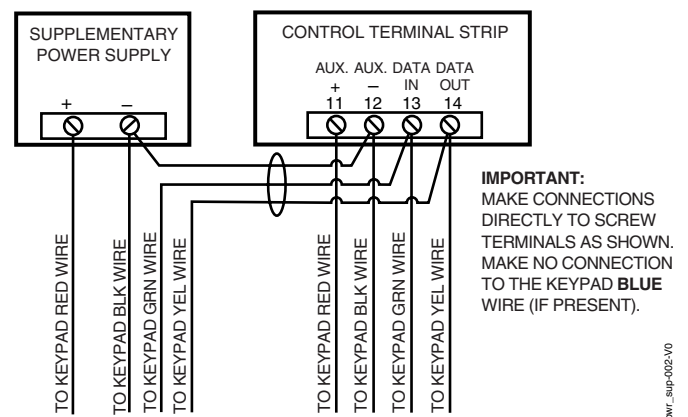 SUPPLEMENTARY
POWER SUPPLY
+ –
CONTROL TERMINAL STRIP
AUX. AUX. DATA DATA
+ – IN OUT
11 12 13 14
IMPORTANT:
MAKE CONNECTIONS
DIRECTLY TO SCREW
TERMINALS AS SHOWN.
MAKE NO CONNECTION
TO THE KEYPAD BLUE
WIRE (IF PRESENT).
TO KEYPAD RED WIRE
TO KEYPAD BLK WIRE
TO KEYPAD GRN WIRE
TO KEYPAD YEL WIRE
TO KEYPAD RED WIRE
TO KEYPAD BLK WIRE
TO KEYPAD GRN WIRE
TO KEYPAD YEL WIRE
pwr_sup-002-V0